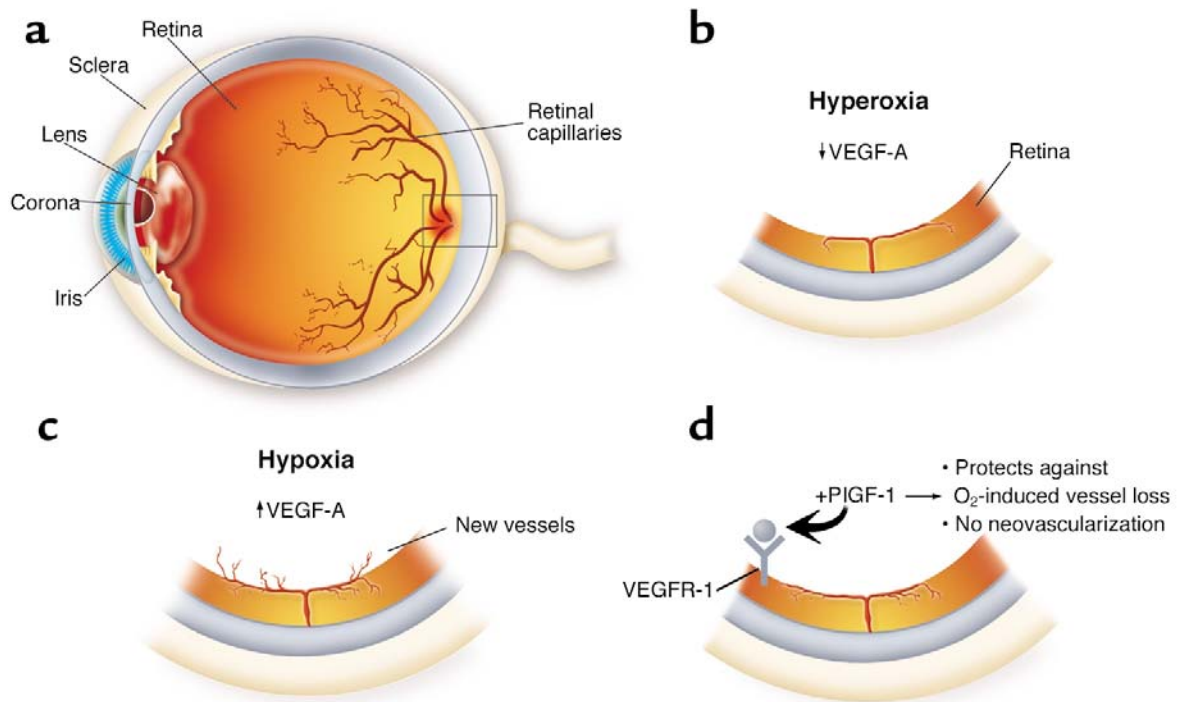 a
Retina
Sclera
Lens
Corona
Iris
Retinal
capillaries
b
Hyperoxia
↓VEGF-A
Retina
c
Hypoxia
↑VEGF-A
New vessels
d
• Protects against
+PlGF-1 → O₂-induced vessel loss
• No neovascularization
VEGFR-1